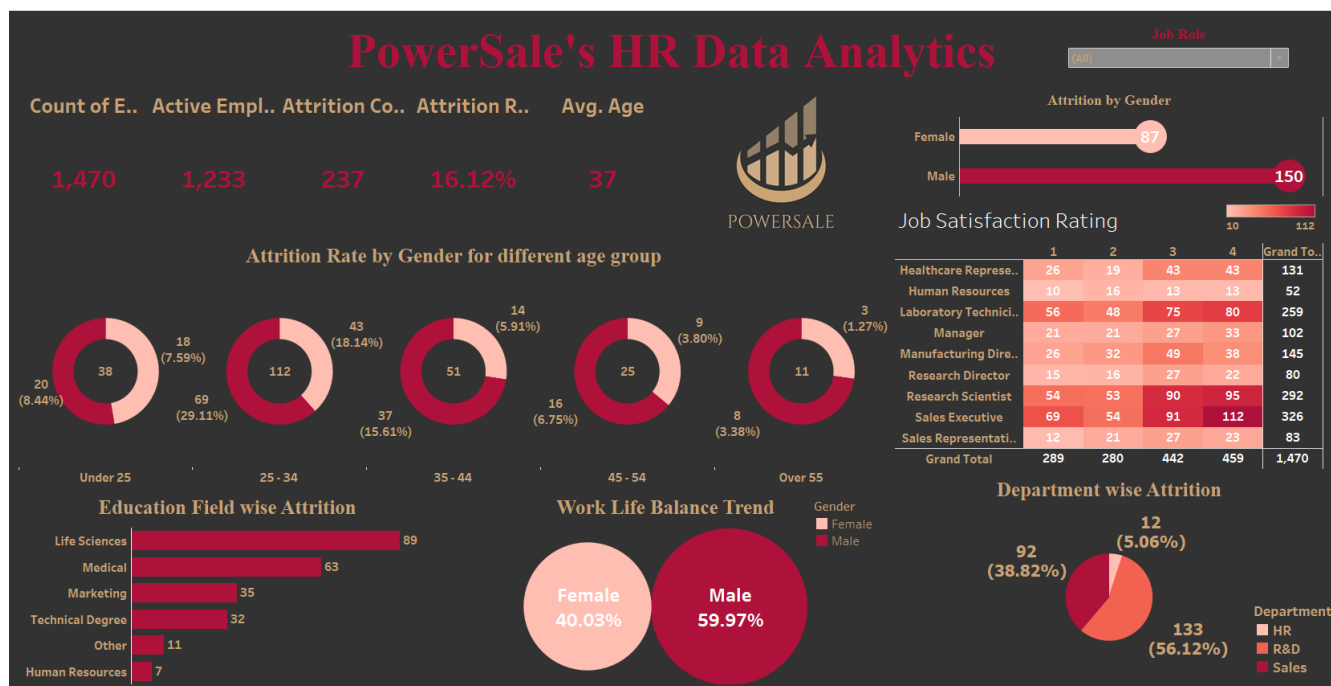 PowerSale's HR Data Analytics
Job Role
(All)
Count of E.. Active Empl.. Attrition Co.. Attrition R.. Avg. Age
1,470 1,233 237 16.12% 37
POWERSALE
Attrition by Gender
Female 87
Male 150
Job Satisfaction Rating
10 112
1 2 3 4 Grand To..
Healthcare Represe.. 26 19 43 43 131
Human Resources 10 16 13 13 52
Laboratory Technici.. 56 48 75 80 259
Manager 21 21 27 33 102
Manufacturing Dire.. 26 32 49 38 145
Research Director 15 16 27 22 80
Research Scientist 54 53 90 95 292
Sales Executive 69 54 91 112 326
Sales Representati.. 12 21 27 23 83
Grand Total 289 280 442 459 1,470
Attrition Rate by Gender for different age group
18
(7.59%)
38
20
(8.44%)
43
(18.14%)
112
69
(29.11%)
14
(5.91%)
51
37
(15.61%)
9
(3.80%)
25
16
(6.75%)
3
(1.27%)
11
8
(3.38%)
Under 25 25 - 34 35 - 44 45 - 54 Over 55
Education Field wise Attrition
Life Sciences 89
Medical 63
Marketing 35
Technical Degree 32
Other 11
Human Resources 7
Work Life Balance Trend
Gender
Female
Male
Female
40.03%
Male
59.97%
Department wise Attrition
12
(5.06%)
92
(38.82%)
133
(56.12%)
Department
HR
R&D
Sales